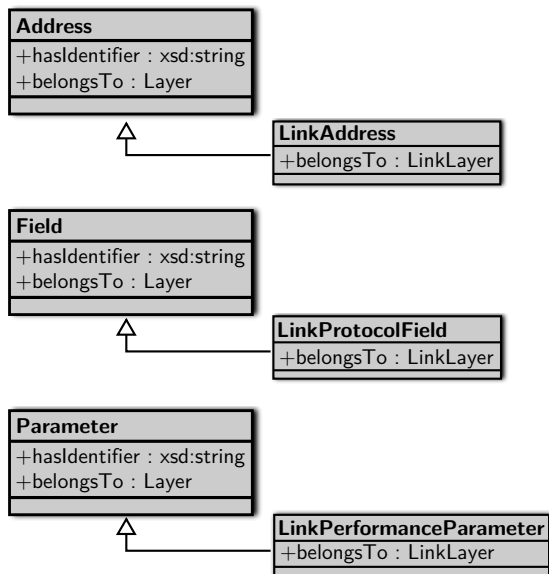 Address
+hasIdentifier : xsd:string
+belongsTo : Layer
LinkAddress
+belongsTo : LinkLayer
Field
+hasIdentifier : xsd:string
+belongsTo : Layer
LinkProtocolField
+belongsTo : LinkLayer
Parameter
+hasIdentifier : xsd:string
+belongsTo : Layer
LinkPerformanceParameter
+belongsTo : LinkLayer